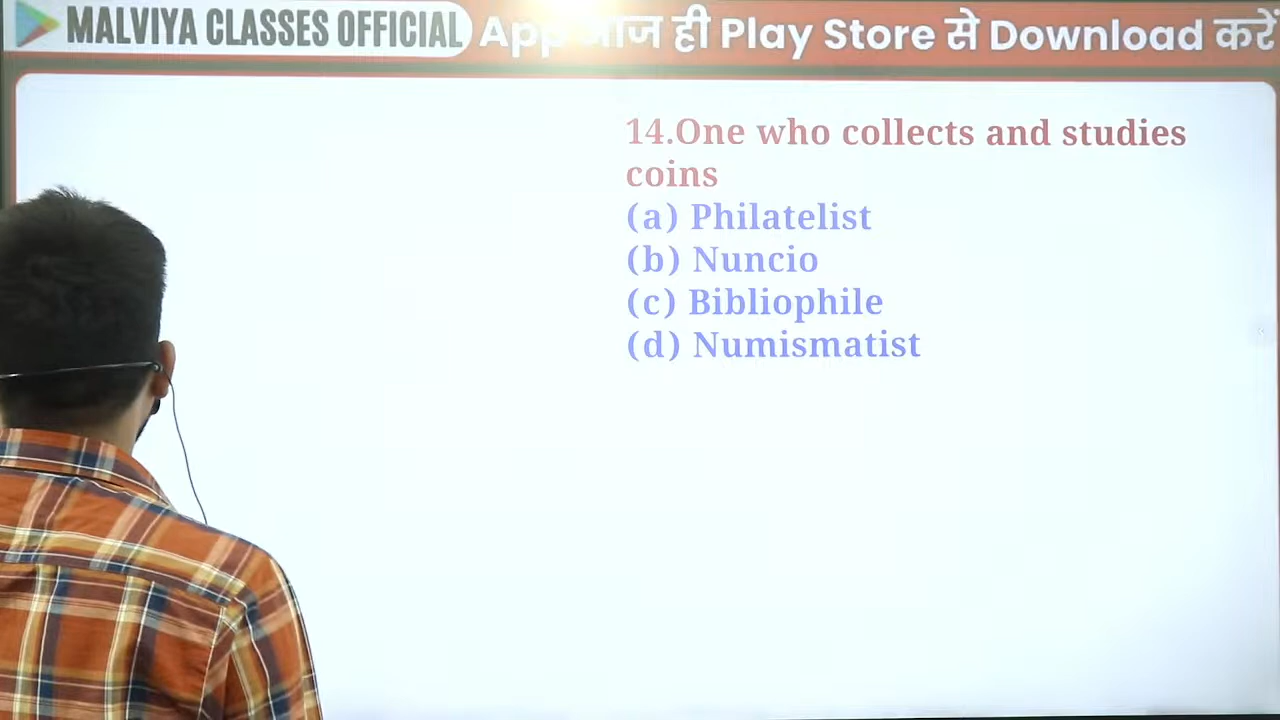 MALVIYA CLASSES OFFICIAL App आज ही Play Store से Download करें
14.One who collects and studies
coins
(a) Philatelist
(b) Nuncio
(c) Bibliophile
(d) Numismatist